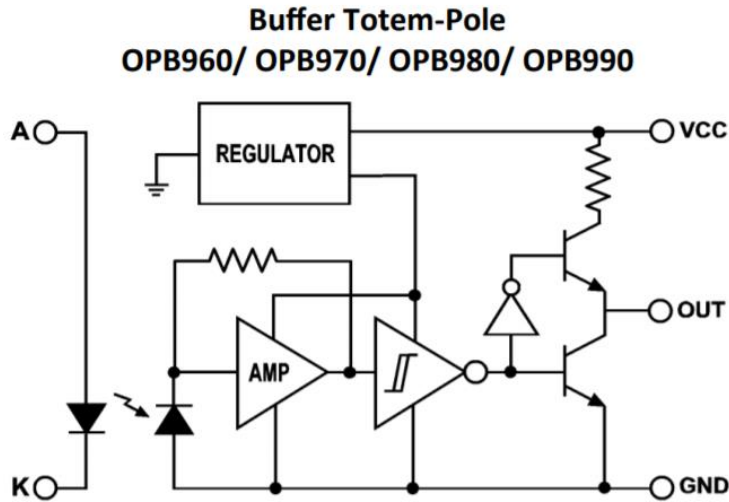 Buffer Totem-Pole
OPB960/ OPB970/ OPB980/ OPB990
A
REGULATOR
VCC
OUT
AMP
K
GND